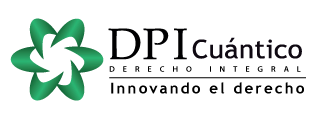 DPI Cuántico
DERECHO INTEGRAL
Innovando el derecho